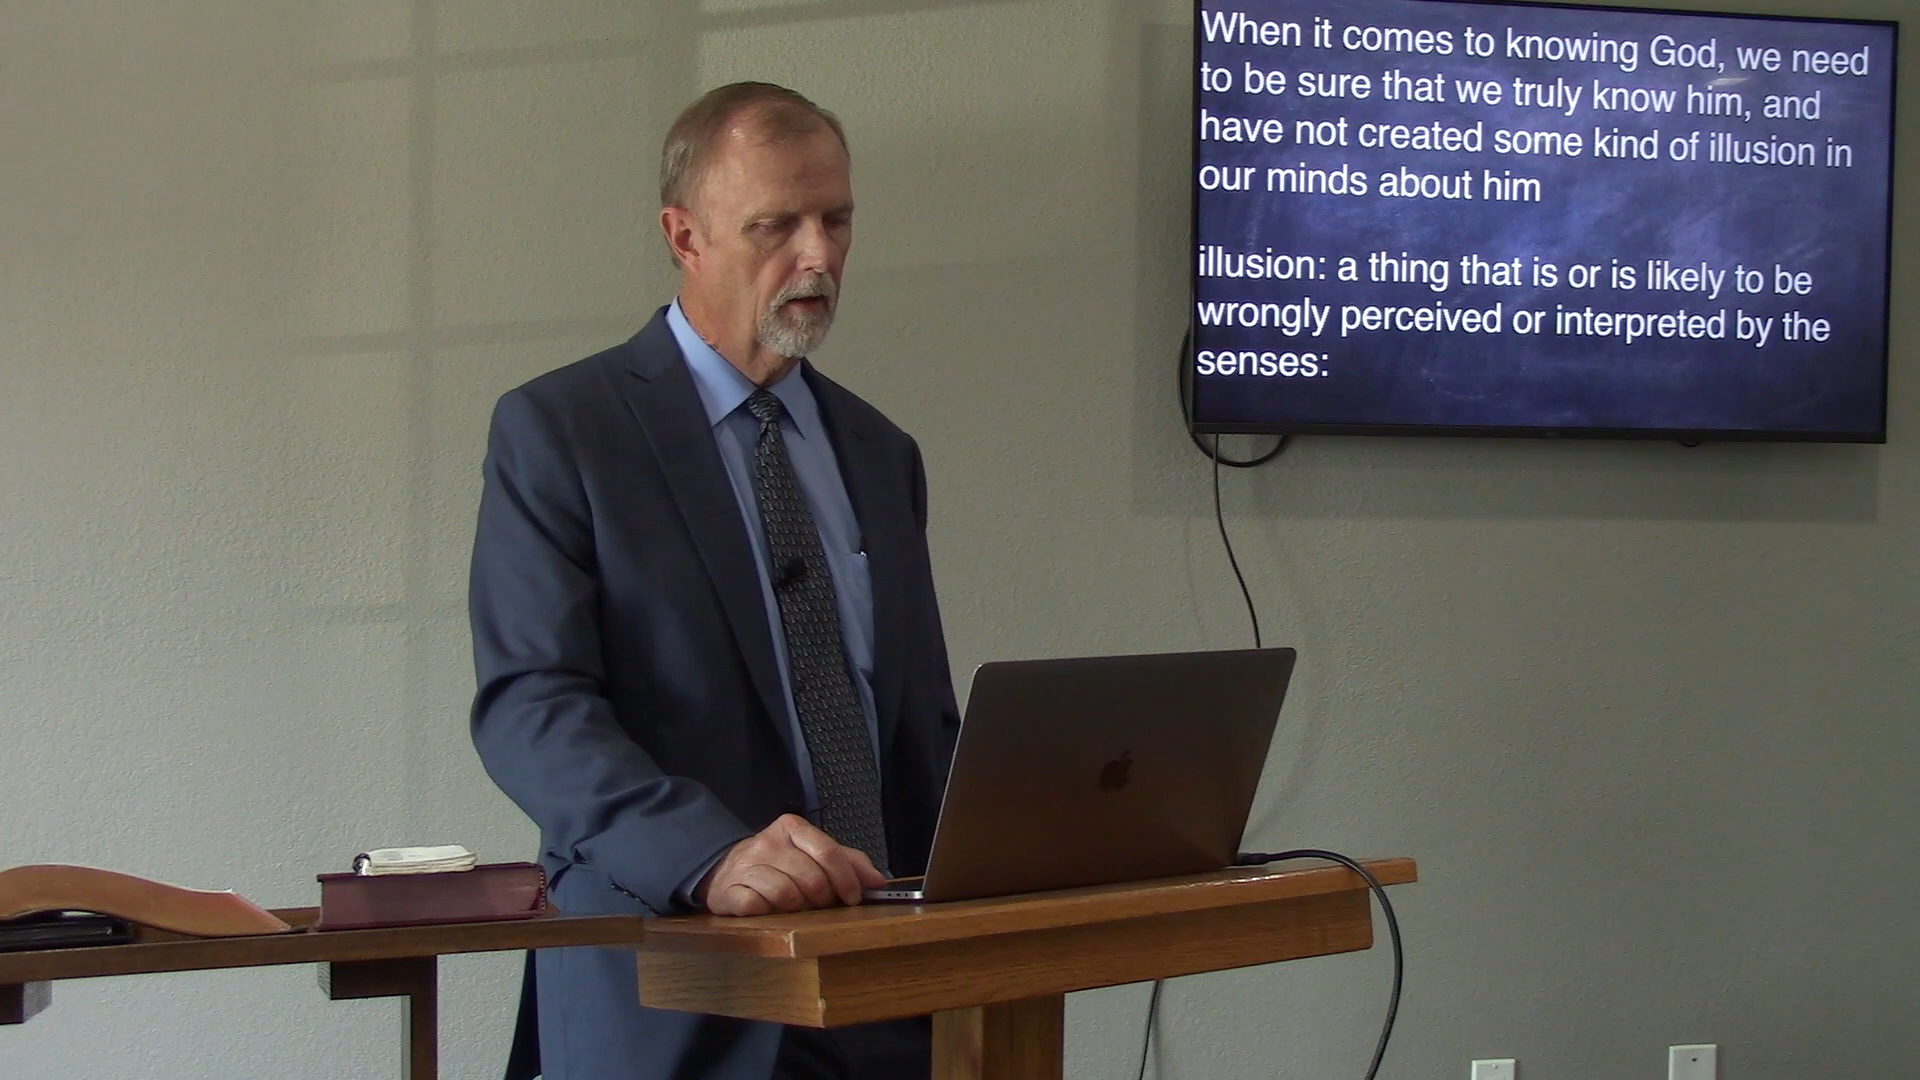 When it comes to knowing God, we need
to be sure that we truly know him, and
have not created some kind of illusion in
our minds about him
illusion: a thing that is or is likely to be
wrongly perceived or interpreted by the
senses: